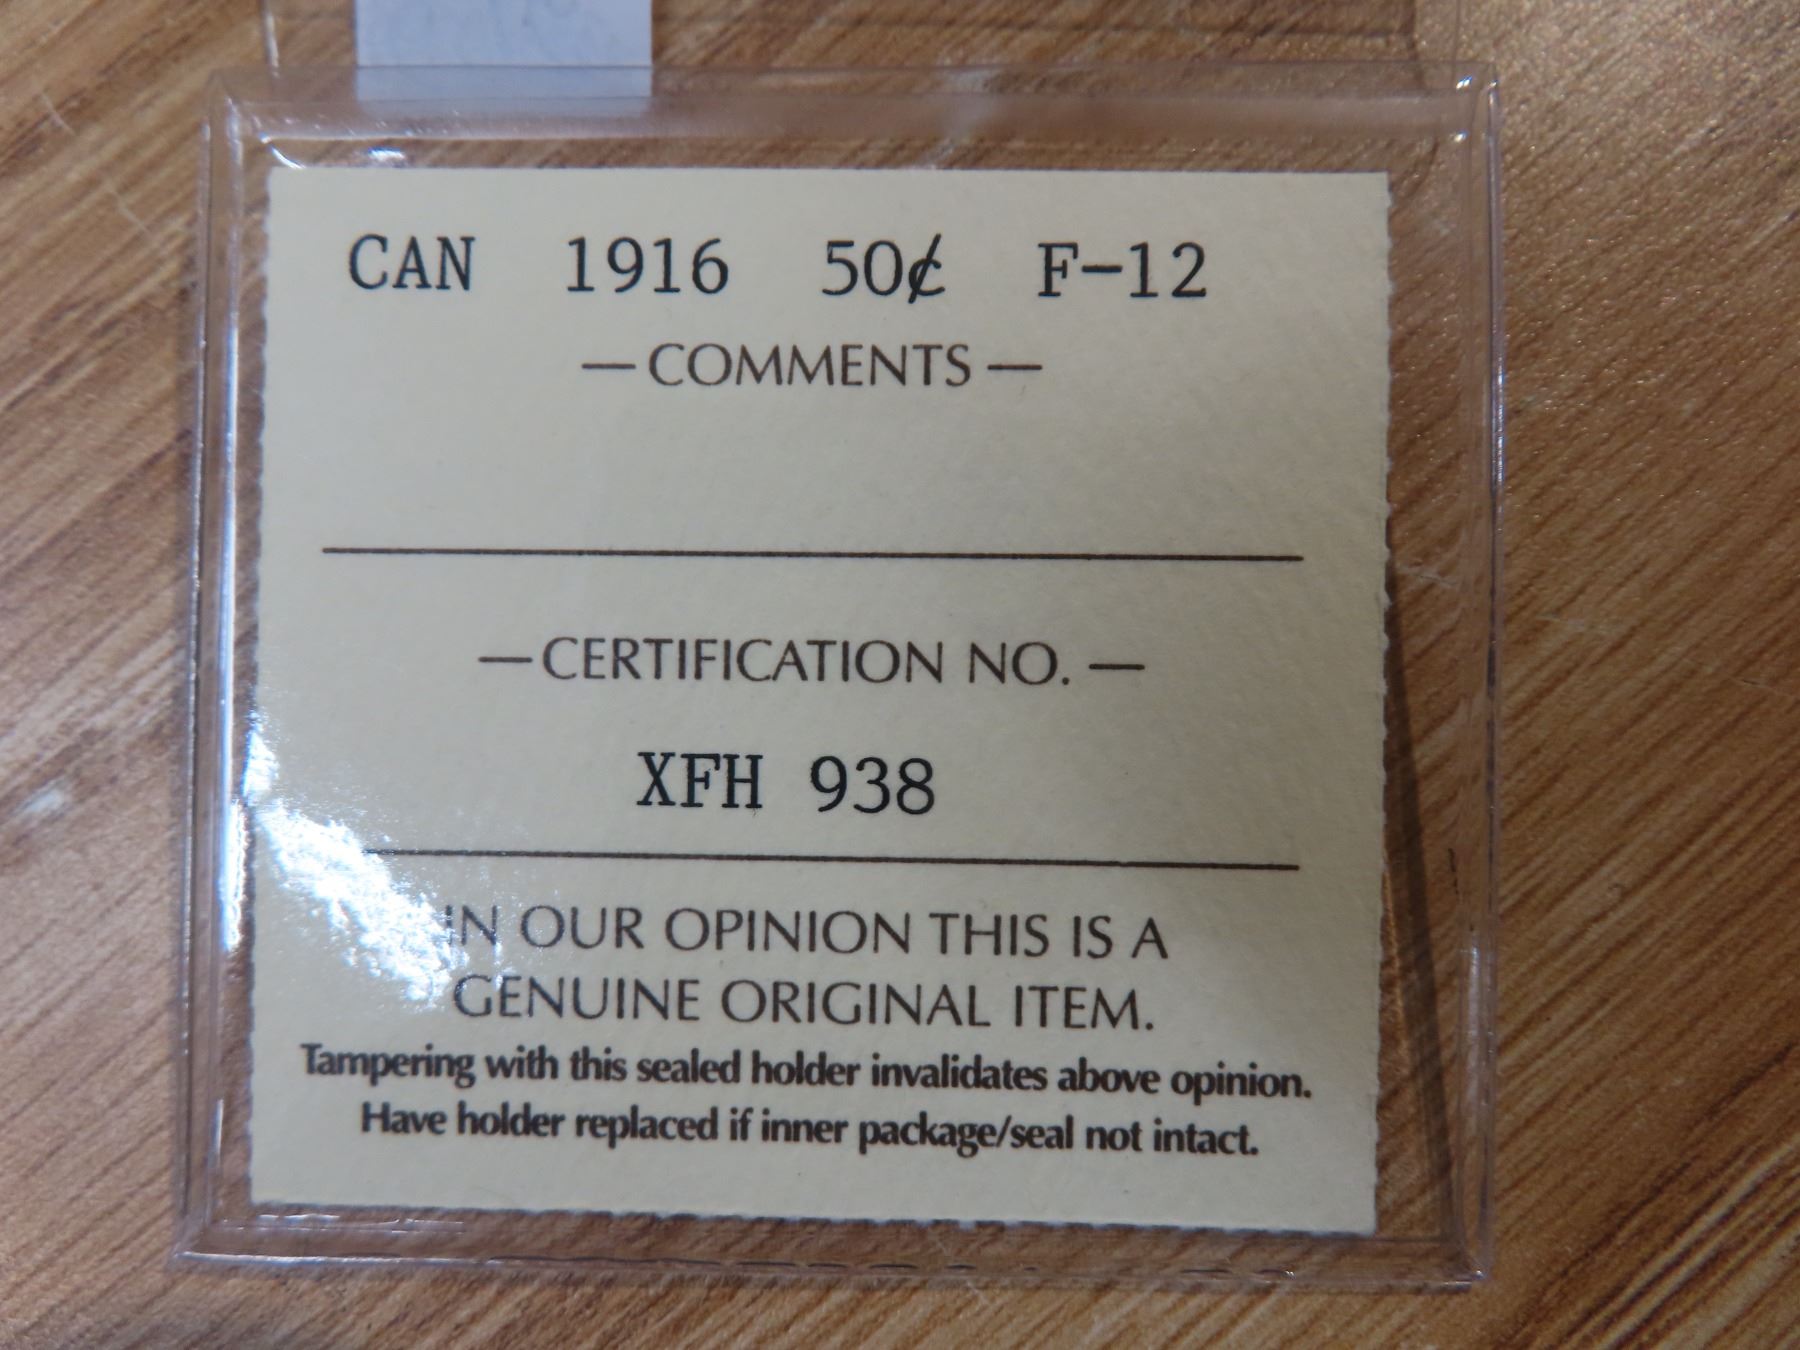 CAN 1916 50¢ F-12
— COMMENTS —
— CERTIFICATION NO. —
XFH 938
IN OUR OPINION THIS IS A
GENUINE ORIGINAL ITEM.
Tampering with this sealed holder invalidates above opinion.
Have holder replaced if inner package/seal not intact.